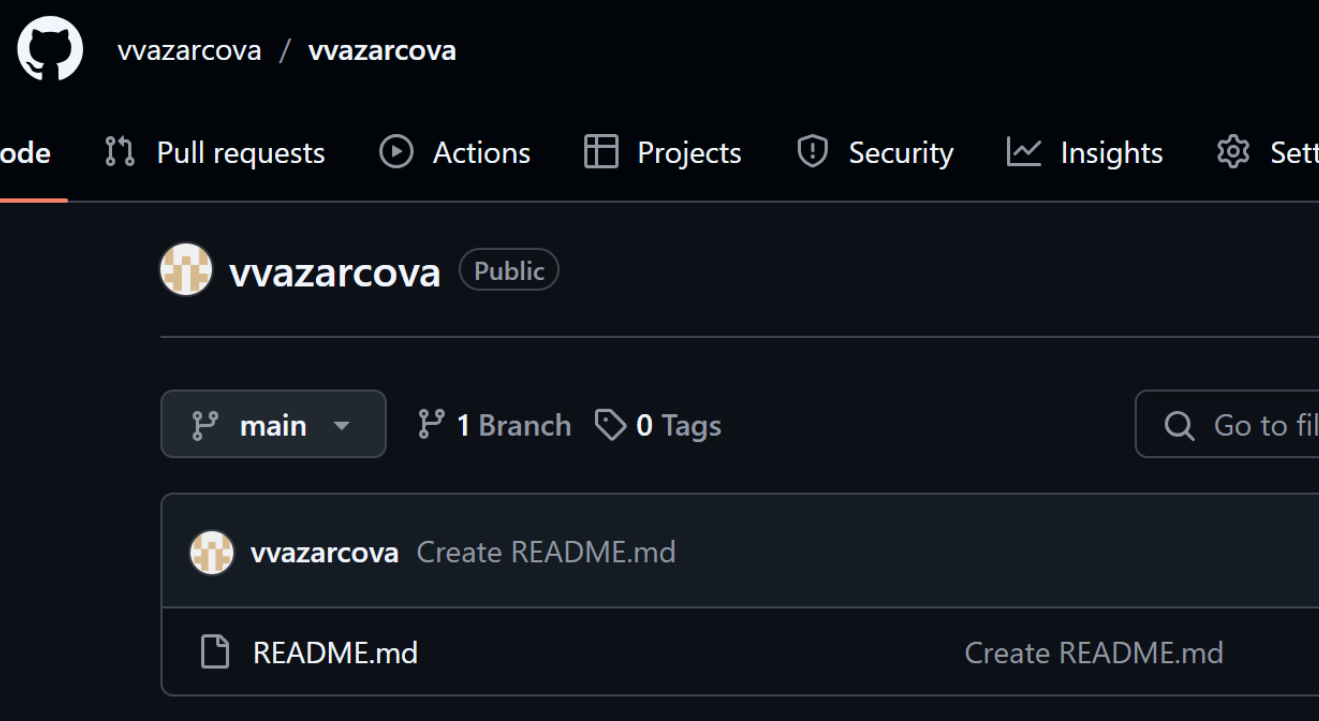 vvazarcova / vvazarcova
ode Pull requests Actions Projects Security Insights Sett
vvazarcova Public
main 1 Branch 0 Tags Go to fil
vvazarcova Create README.md
README.md Create README.md